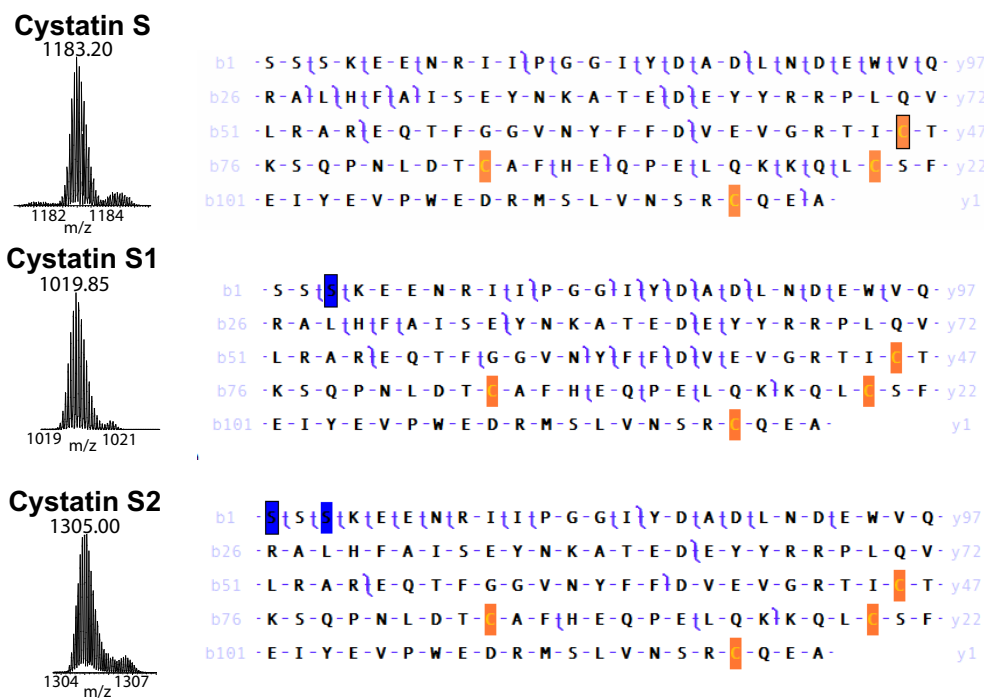 Cystatin S
1183.20
1182 1184
m/z
b1 -S-S-S-K-E-E-N-R-I-I-P-G-G-I-Y-D-A-D-L-N-D-E-W-V-Q- y97
b26 -R-A-L-H-F-A-I-S-E-Y-N-K-A-T-E-D-E-Y-Y-R-R-P-L-Q-V- y72
b51 -L-R-A-R-E-Q-T-F-G-G-V-N-Y-F-F-D-V-E-V-G-R-T-I-C-T- y47
b76 -K-S-Q-P-N-L-D-T-C-A-F-H-E-Q-P-E-L-Q-K-K-Q-L-C-S-F- y22
b101 -E-I-Y-E-V-P-W-E-D-R-M-S-L-V-N-S-R-C-Q-E-A- y1
Cystatin S1
1019.85
1019 1021
m/z
b1 -S-S-S-K-E-E-N-R-I-I-P-G-G-I-Y-D-A-D-L-N-D-E-W-V-Q- y97
b26 -R-A-L-H-F-A-I-S-E-Y-N-K-A-T-E-D-E-Y-Y-R-R-P-L-Q-V- y72
b51 -L-R-A-R-E-Q-T-F-G-G-V-N-Y-F-F-D-V-E-V-G-R-T-I-C-T- y47
b76 -K-S-Q-P-N-L-D-T-C-A-F-H-E-Q-P-E-L-Q-K-K-Q-L-C-S-F- y22
b101 -E-I-Y-E-V-P-W-E-D-R-M-S-L-V-N-S-R-C-Q-E-A- y1
Cystatin S2
1305.00
1304 1307
m/z
b1 -S-S-S-K-E-E-N-R-I-I-P-G-G-I-Y-D-A-D-L-N-D-E-W-V-Q- y97
b26 -R-A-L-H-F-A-I-S-E-Y-N-K-A-T-E-D-E-Y-Y-R-R-P-L-Q-V- y72
b51 -L-R-A-R-E-Q-T-F-G-G-V-N-Y-F-F-D-V-E-V-G-R-T-I-C-T- y47
b76 -K-S-Q-P-N-L-D-T-C-A-F-H-E-Q-P-E-L-Q-K-K-Q-L-C-S-F- y22
b101 -E-I-Y-E-V-P-W-E-D-R-M-S-L-V-N-S-R-C-Q-E-A- y1